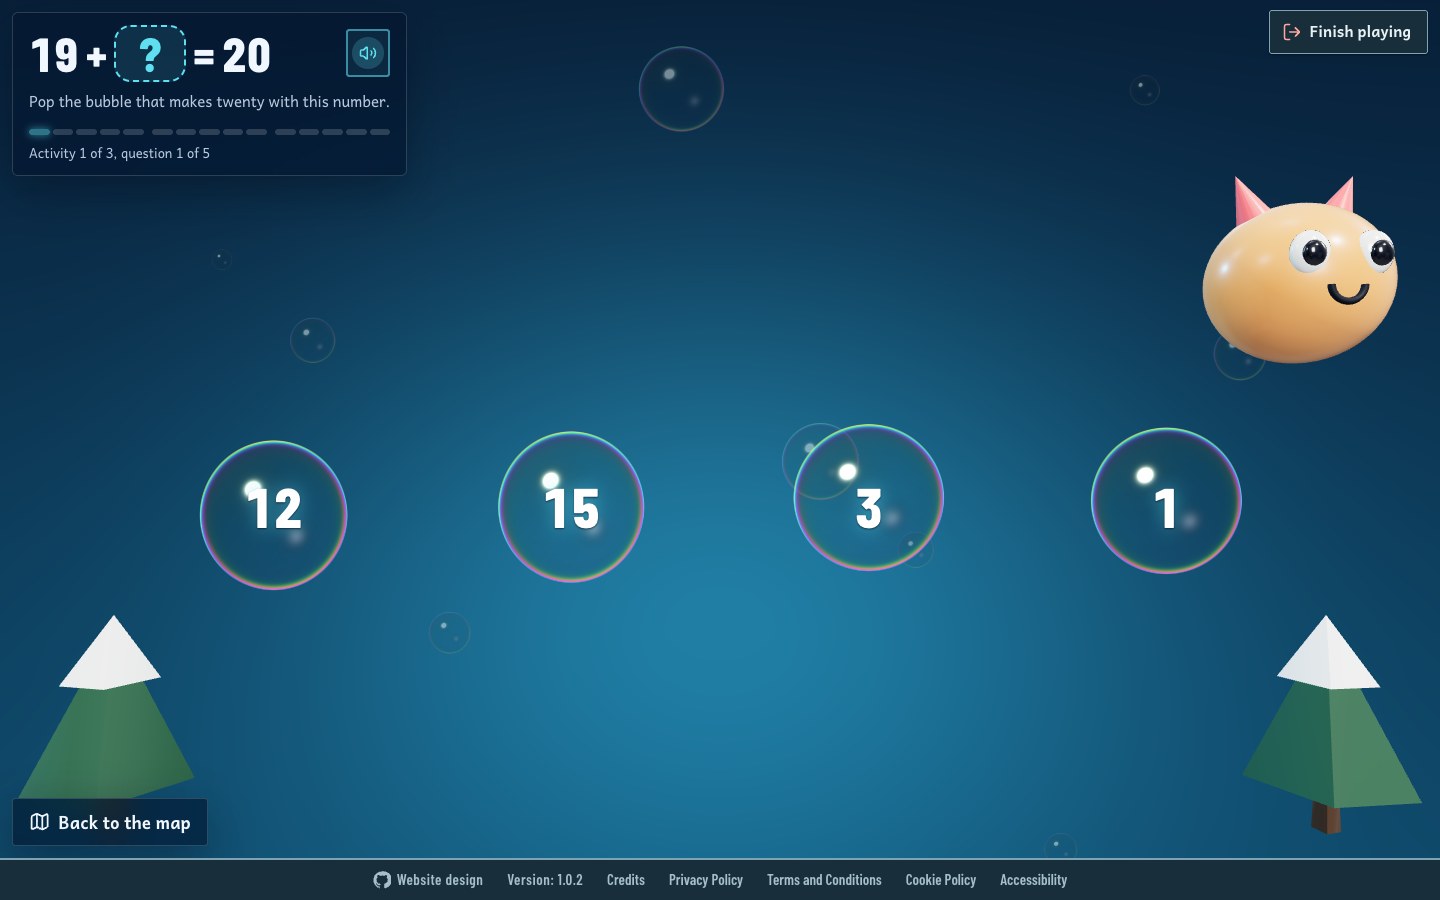 19 + ? = 20
Pop the bubble that makes twenty with this number.
Activity 1 of 3, question 1 of 5
Finish playing
12
15
3
1
Back to the map
Website design
Version: 1.0.2
Credits
Privacy Policy
Terms and Conditions
Cookie Policy
Accessibility